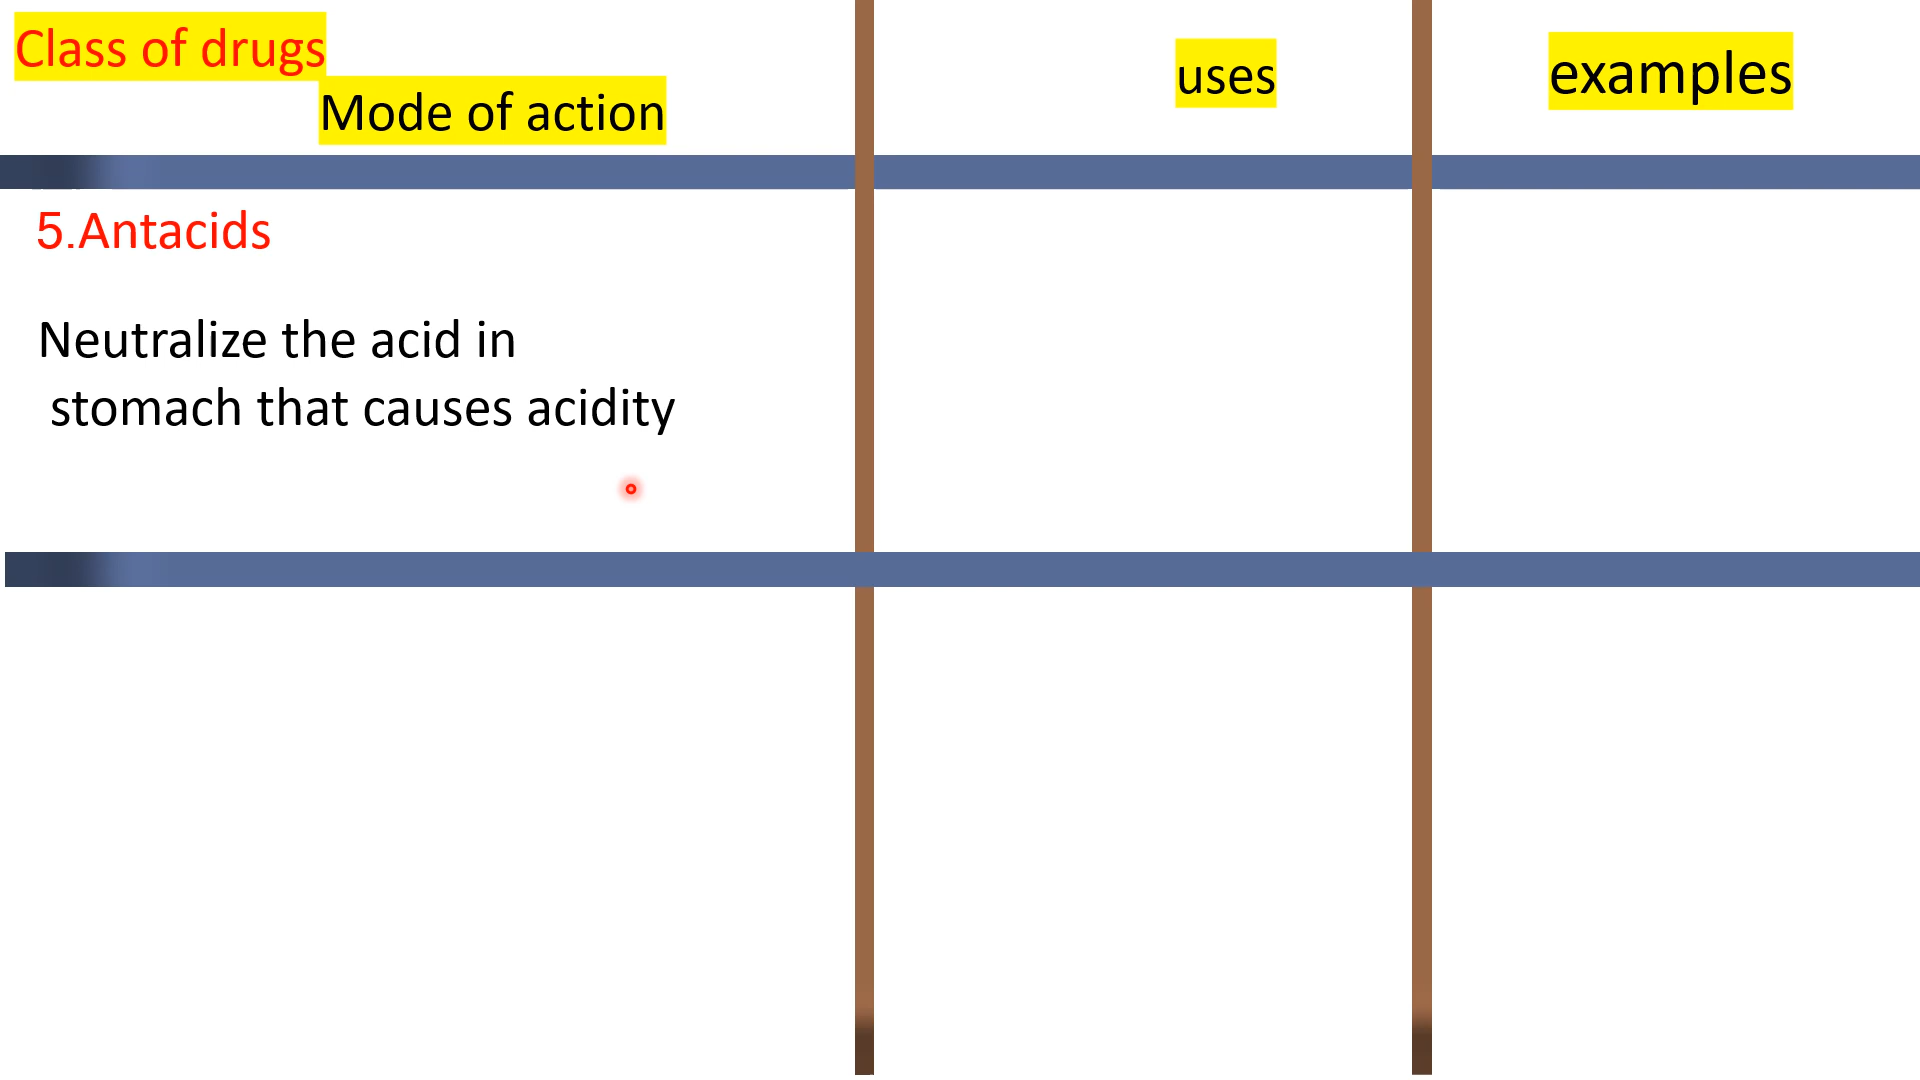 Class of drugs
Mode of action
uses
examples
5.Antacids
Neutralize the acid in
stomach that causes acidity